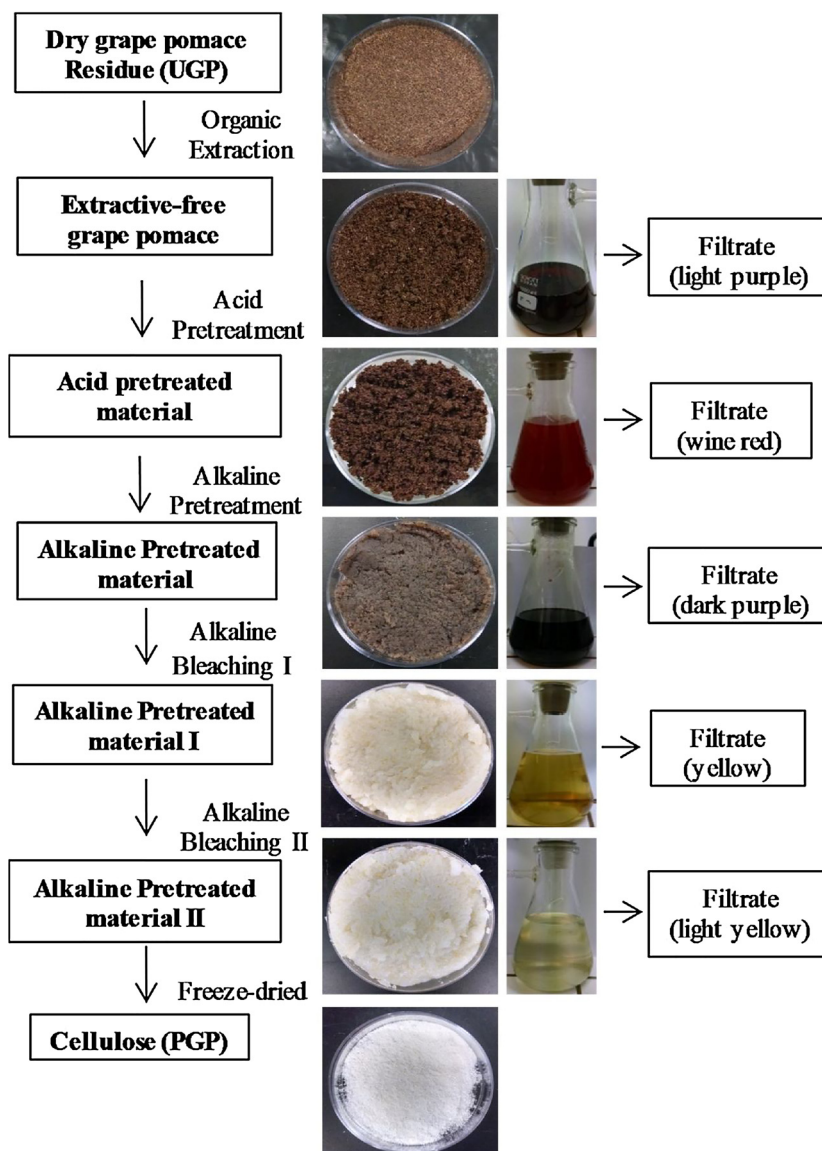 Dry grape pomace
Residue (UGP)
Organic
Extraction
Extractive-free
grape pomace
Filtrate
(light purple)
Acid
Pretreatment
Acid pretreated
material
Filtrate
(wine red)
Alkaline
Pretreatment
Alkaline Pretreated
material
Filtrate
(dark purple)
Alkaline
Bleaching I
Alkaline Pretreated
material I
Filtrate
(yellow)
Alkaline
Bleaching II
Alkaline Pretreated
material II
Filtrate
(light yellow)
Freeze-dried
Cellulose (PGP)